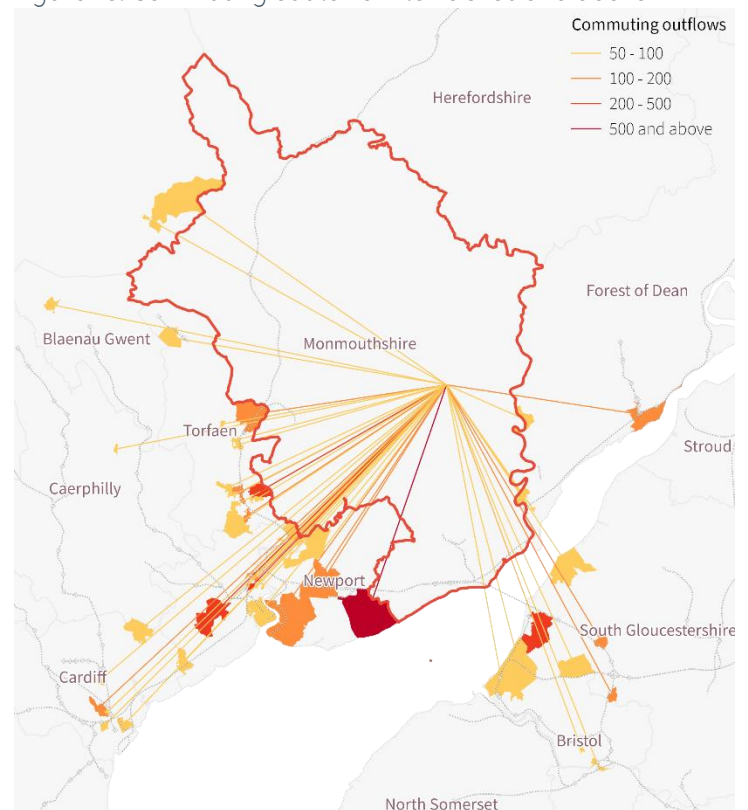 Commuting outflows
50 - 100
100 - 200
200 - 500
500 and above
Herefordshire
Forest of Dean
Blaenau Gwent
Monmouthshire
Torfaen
Stroud
Caerphilly
Newport
South Gloucestershire
Cardiff
Bristol
North Somerset